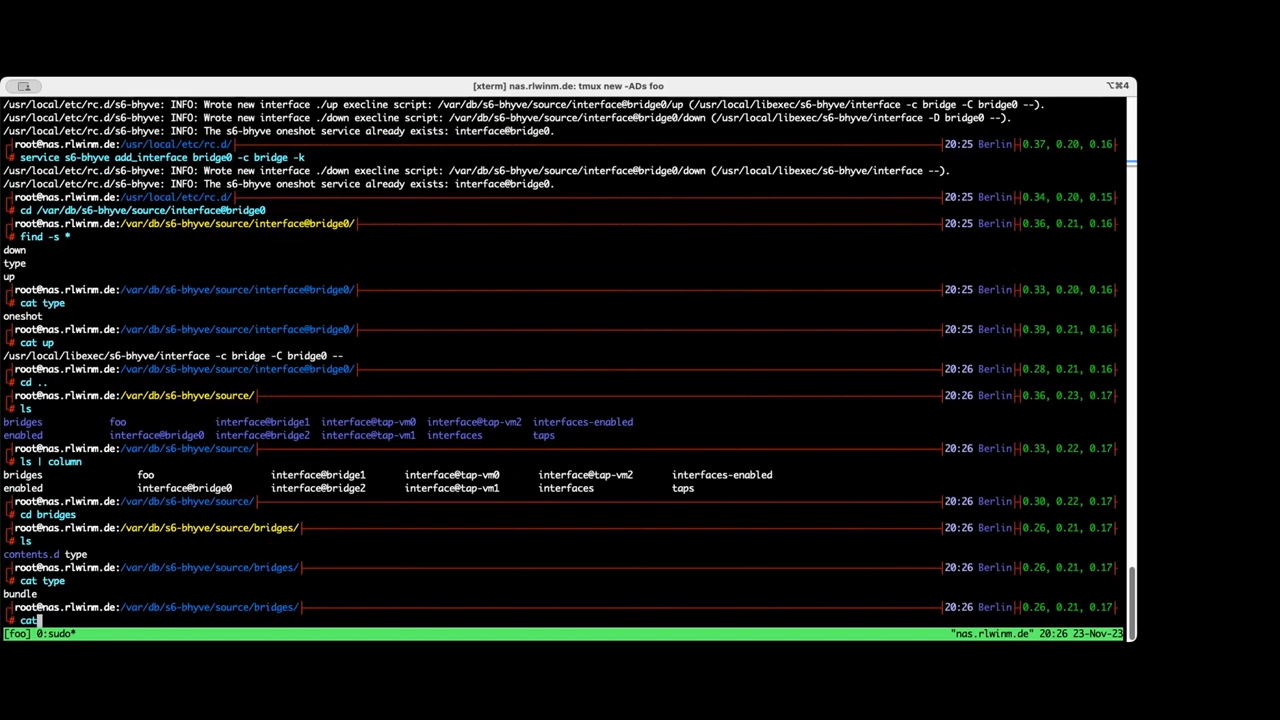 [xterm] nas.rlwinm.de: tmux new -ADs foo ⌥⌘4
/usr/local/etc/rc.d/s6-bhyve: INFO: Wrote new interface ./up execline script: /var/db/s6-bhyve/source/interface@bridge0/up (/usr/local/libexec/s6-bhyve/interface -c bridge -C bridge0 --).
/usr/local/etc/rc.d/s6-bhyve: INFO: Wrote new interface ./down execline script: /var/db/s6-bhyve/source/interface@bridge0/down (/usr/local/libexec/s6-bhyve/interface -D bridge0 --).
/usr/local/etc/rc.d/s6-bhyve: INFO: The s6-bhyve oneshot service already exists: interface@bridge0.
root@nas.rlwinm.de:/usr/local/etc/rc.d/ 20:25 Berlin 0.37, 0.20, 0.16
# service s6-bhyve add_interface bridge0 -c bridge -k
/usr/local/etc/rc.d/s6-bhyve: INFO: Wrote new interface ./down execline script: /var/db/s6-bhyve/source/interface@bridge0/down (/usr/local/libexec/s6-bhyve/interface --).
/usr/local/etc/rc.d/s6-bhyve: INFO: The s6-bhyve oneshot service already exists: interface@bridge0.
root@nas.rlwinm.de:/usr/local/etc/rc.d/ 20:25 Berlin 0.34, 0.20, 0.15
# cd /var/db/s6-bhyve/source/interface@bridge0
root@nas.rlwinm.de:/var/db/s6-bhyve/source/interface@bridge0/ 20:25 Berlin 0.36, 0.21, 0.16
# find -s *
down
type
up
root@nas.rlwinm.de:/var/db/s6-bhyve/source/interface@bridge0/ 20:25 Berlin 0.33, 0.20, 0.16
# cat type
oneshot
root@nas.rlwinm.de:/var/db/s6-bhyve/source/interface@bridge0/ 20:25 Berlin 0.39, 0.21, 0.16
# cat up
/usr/local/libexec/s6-bhyve/interface -c bridge -C bridge0 --
root@nas.rlwinm.de:/var/db/s6-bhyve/source/interface@bridge0/ 20:26 Berlin 0.28, 0.21, 0.16
# cd ..
root@nas.rlwinm.de:/var/db/s6-bhyve/source/ 20:26 Berlin 0.36, 0.23, 0.17
# ls
bridges foo interface@bridge1 interface@tap-vm0 interface@tap-vm2 interfaces-enabled
enabled interface@bridge0 interface@bridge2 interface@tap-vm1 interfaces taps
root@nas.rlwinm.de:/var/db/s6-bhyve/source/ 20:26 Berlin 0.33, 0.22, 0.17
# ls | column
bridges foo interface@bridge1 interface@tap-vm0 interface@tap-vm2 interfaces-enabled
enabled interface@bridge0 interface@bridge2 interface@tap-vm1 interfaces taps
root@nas.rlwinm.de:/var/db/s6-bhyve/source/ 20:26 Berlin 0.30, 0.22, 0.17
# cd bridges
root@nas.rlwinm.de:/var/db/s6-bhyve/source/bridges/ 20:26 Berlin 0.26, 0.21, 0.17
# ls
contents.d type
root@nas.rlwinm.de:/var/db/s6-bhyve/source/bridges/ 20:26 Berlin 0.26, 0.21, 0.17
# cat type
bundle
root@nas.rlwinm.de:/var/db/s6-bhyve/source/bridges/ 20:26 Berlin 0.26, 0.21, 0.17
# cat
[foo] 0:sudo* "nas.rlwinm.de" 20:26 23-Nov-23